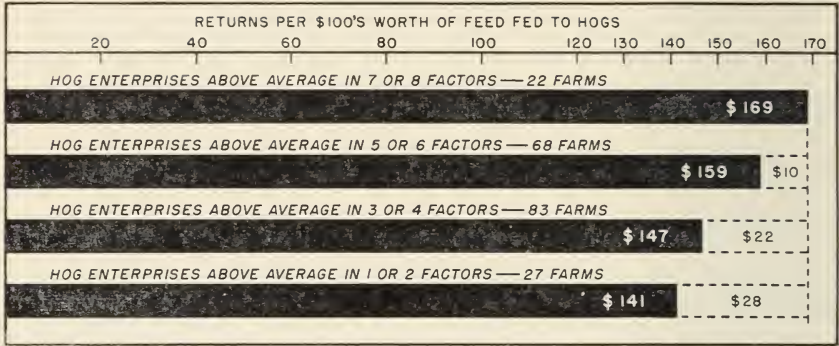 RETURNS PER $100'S WORTH OF FEED FED TO HOGS
20 40 60 80 100 120 130 140 150 160 170
HOG ENTERPRISES ABOVE AVERAGE IN 7 OR 8 FACTORS — 22 FARMS
$169
HOG ENTERPRISES ABOVE AVERAGE IN 5 OR 6 FACTORS — 68 FARMS
$159 $10
HOG ENTERPRISES ABOVE AVERAGE IN 3 OR 4 FACTORS — 83 FARMS
$147 $22
HOG ENTERPRISES ABOVE AVERAGE IN 1 OR 2 FACTORS — 27 FARMS
$141 $28